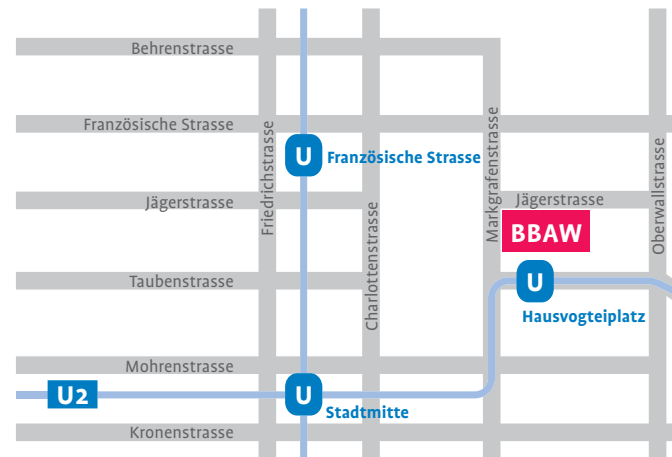 Behrenstrasse
Französische Strasse
Friedrichstrasse
U
Französische Strasse
Markgrafenstrasse
Oberwallstrasse
Jägerstrasse
Jägerstrasse
Charlottenstrasse
BBAW
Taubenstrasse
U
Hausvogteiplatz
Mohrenstrasse
U2
U
Stadtmitte
Kronenstrasse